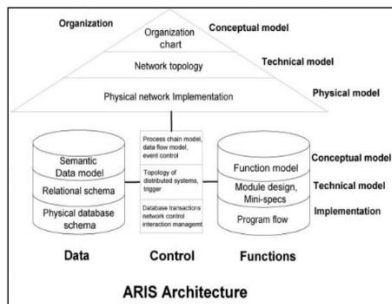 Organization
Organization
chart
Conceptual model
Network topology
Technical model
Physical network Implementation
Physical model
Semantic
Data model
Relational schema
Physical database
schema
Process chain model,
data flow model,
event control
Topology of
distributed systems,
trigger
Database transactions
network control
interaction managemt
Function model
Module design,
Mini-specs
Program flow
Conceptual model
Technical model
Implementation
Data
Control
Functions
ARIS Architecture